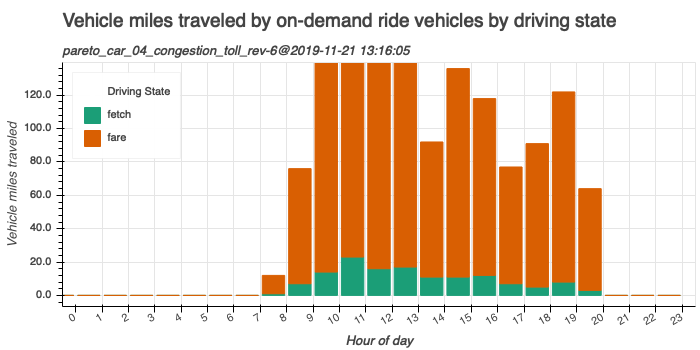 Vehicle miles traveled by on-demand ride vehicles by driving state
pareto_car_04_congestion_toll_rev-6@2019-11-21 13:16:05
Driving State
fetch
fare
Vehicle miles traveled
120.0
100.0
80.0
60.0
40.0
20.0
0.0
0 1 2 3 4 5 6 7 8 9 10 11 12 13 14 15 16 17 18 19 20 21 22 23
Hour of day